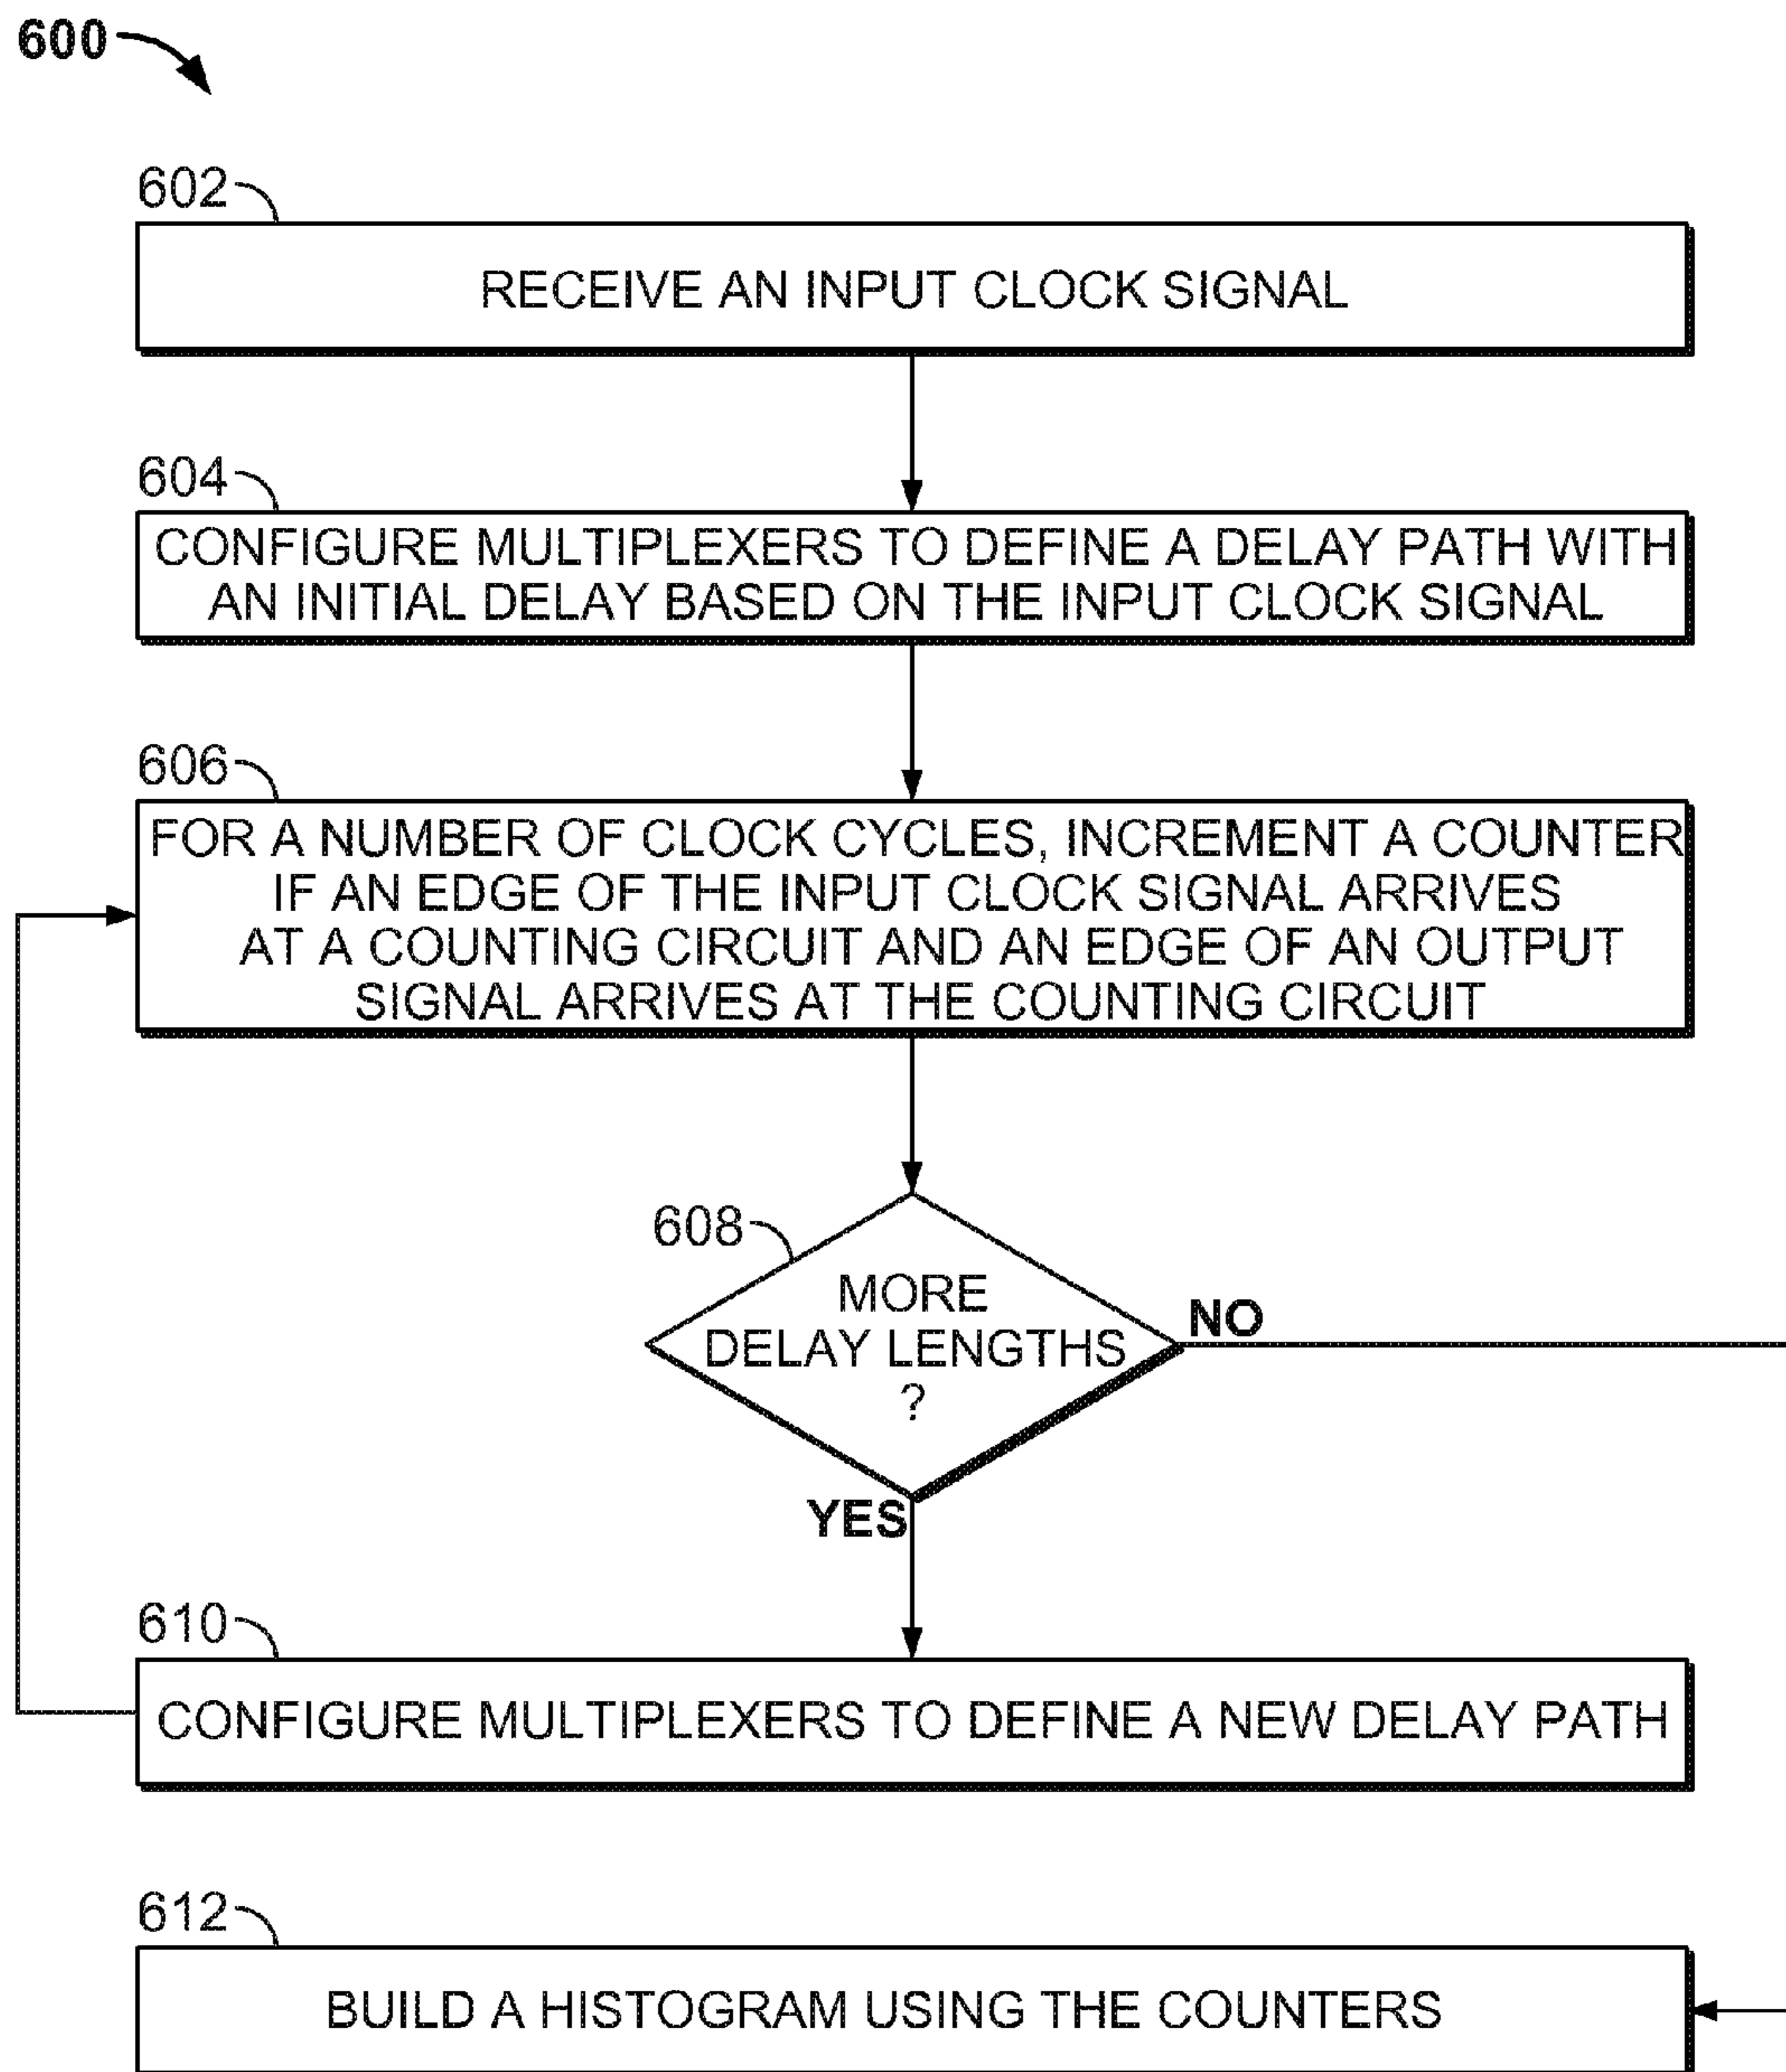 600
602
RECEIVE AN INPUT CLOCK SIGNAL
604
CONFIGURE MULTIPLEXERS TO DEFINE A DELAY PATH WITH
AN INITIAL DELAY BASED ON THE INPUT CLOCK SIGNAL
606
FOR A NUMBER OF CLOCK CYCLES, INCREMENT A COUNTER
IF AN EDGE OF THE INPUT CLOCK SIGNAL ARRIVES
AT A COUNTING CIRCUIT AND AN EDGE OF AN OUTPUT
SIGNAL ARRIVES AT THE COUNTING CIRCUIT
608
MORE
DELAY LENGTHS
?
NO
YES
610
CONFIGURE MULTIPLEXERS TO DEFINE A NEW DELAY PATH
612
BUILD A HISTOGRAM USING THE COUNTERS